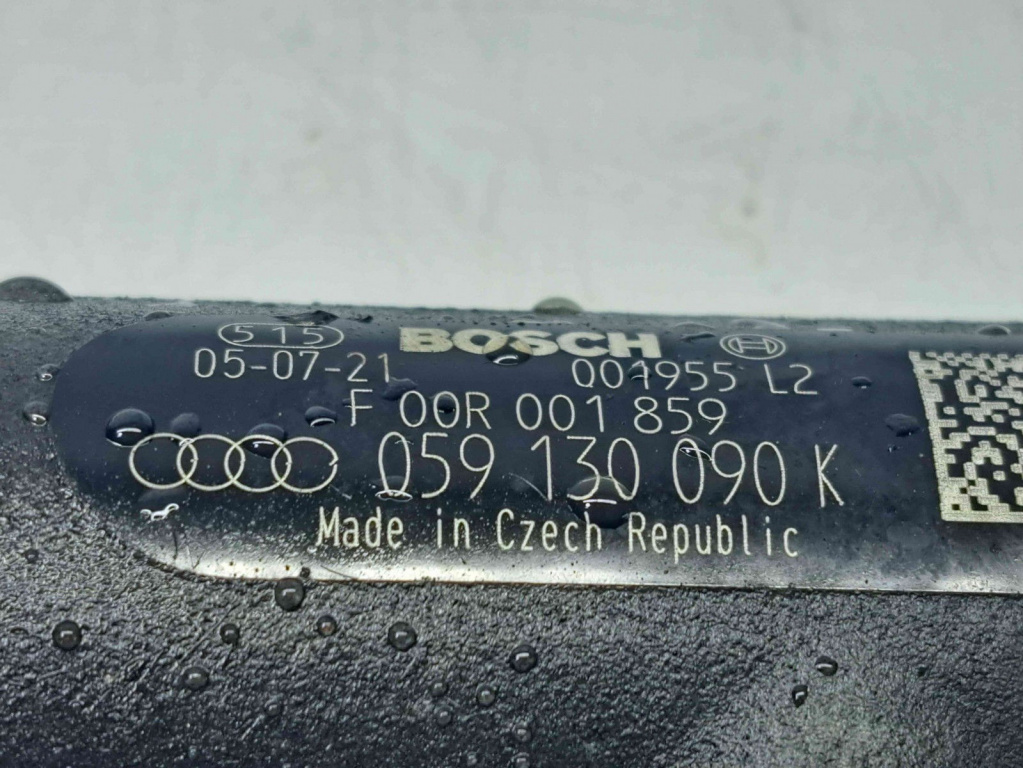 515 BOSCH
05-07-21 001955 L2
F 00R 001 859
059 130 090 K
Made in Czech Republic